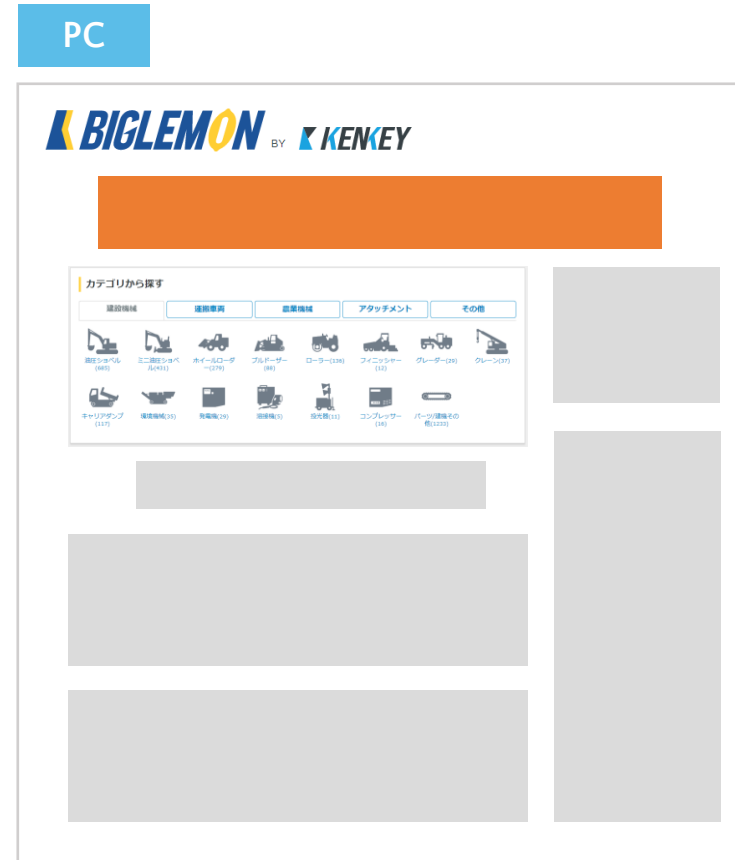 PC
BIGLEMON BY KENKEY
カテゴリから探す
建設機械 運搬車両 農業機械 アタッチメント その他
油圧ショベル ミニ油圧ショベ ホイールローダ ブルドーザー ローラー(136) フィニッシャー グレーダー(29) クレーン(37)
(685) ル(431) ー(279) (88) (12)
キャリアダンプ 環境機械(35) 発電機(29) 溶接機(5) 投光器(11) コンプレッサー パーツ/建機その
(117) (16) 他(1233)